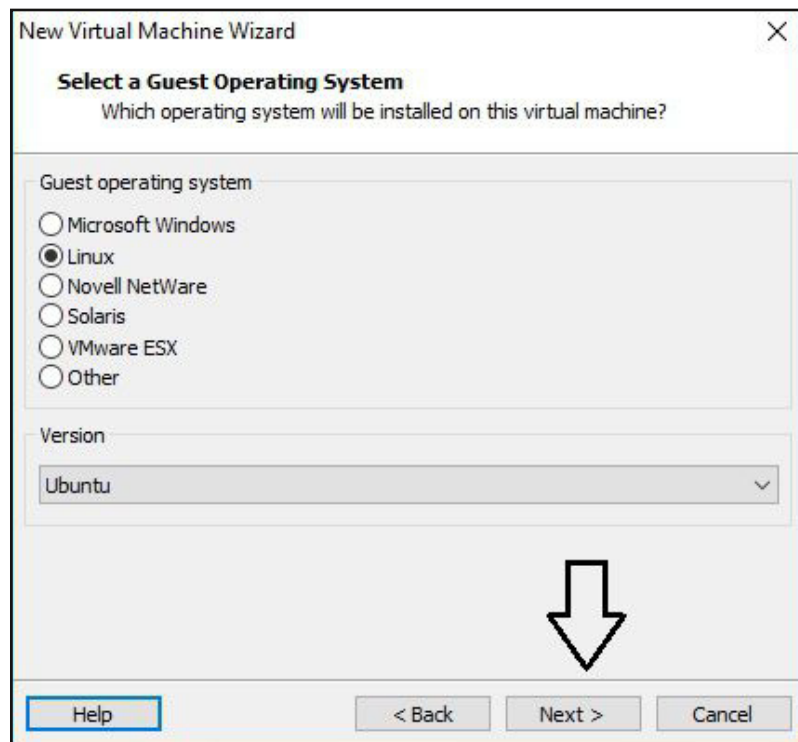 New Virtual Machine Wizard
Select a Guest Operating System
Which operating system will be installed on this virtual machine?
Guest operating system
Microsoft Windows
Linux
Novell NetWare
Solaris
VMware ESX
Other
Version
Ubuntu
Help
< Back
Next >
Cancel